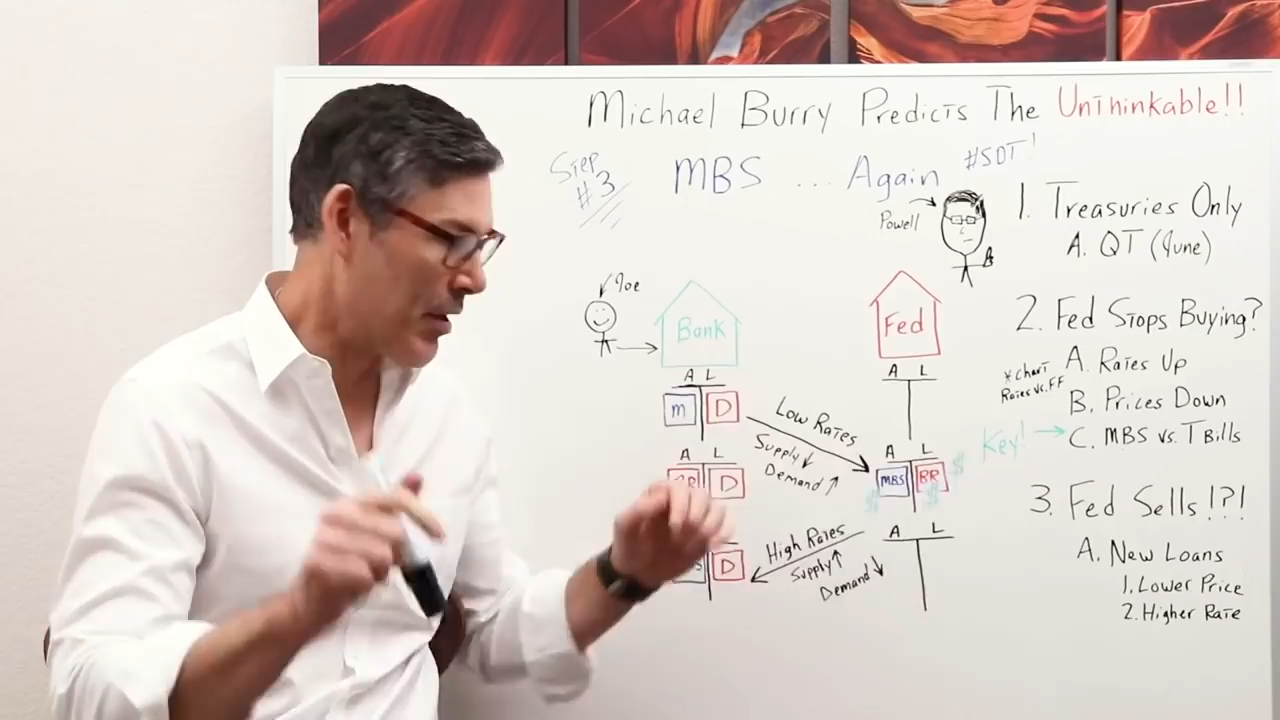 Michael Burry Predicts The Unthinkable!!
Step
#3
MBS ... Again
#SDT!
Powell
1. Treasuries Only
A. QT (June)
Joe
Bank
Fed
2. Fed Stops Buying?
A. Rates Up
* Chart
Rates vs. FF
B. Prices Down
Key!
C. MBS vs. T Bills
A L
M D
A L
Low Rates
Supply ↓
Demand ↑
A L
D
A L
MBS BR
$ $ $
3. Fed Sells !?!
A. New Loans
1. Lower Price
2. Higher Rate
D
High Rates
Supply ↑
Demand ↓
A L